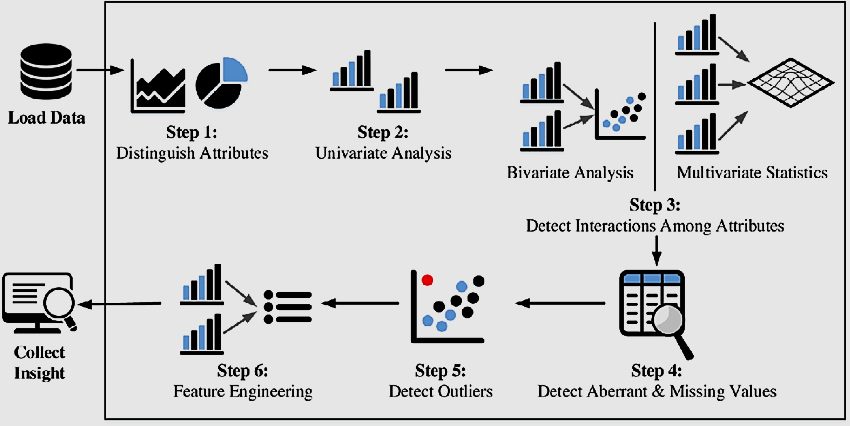 Load Data
Step 1:
Distinguish Attributes
Step 2:
Univariate Analysis
Bivariate Analysis
Multivariate Statistics
Step 3:
Detect Interactions Among Attributes
Step 4:
Detect Aberrant & Missing Values
Step 5:
Detect Outliers
Step 6:
Feature Engineering
Collect
Insight